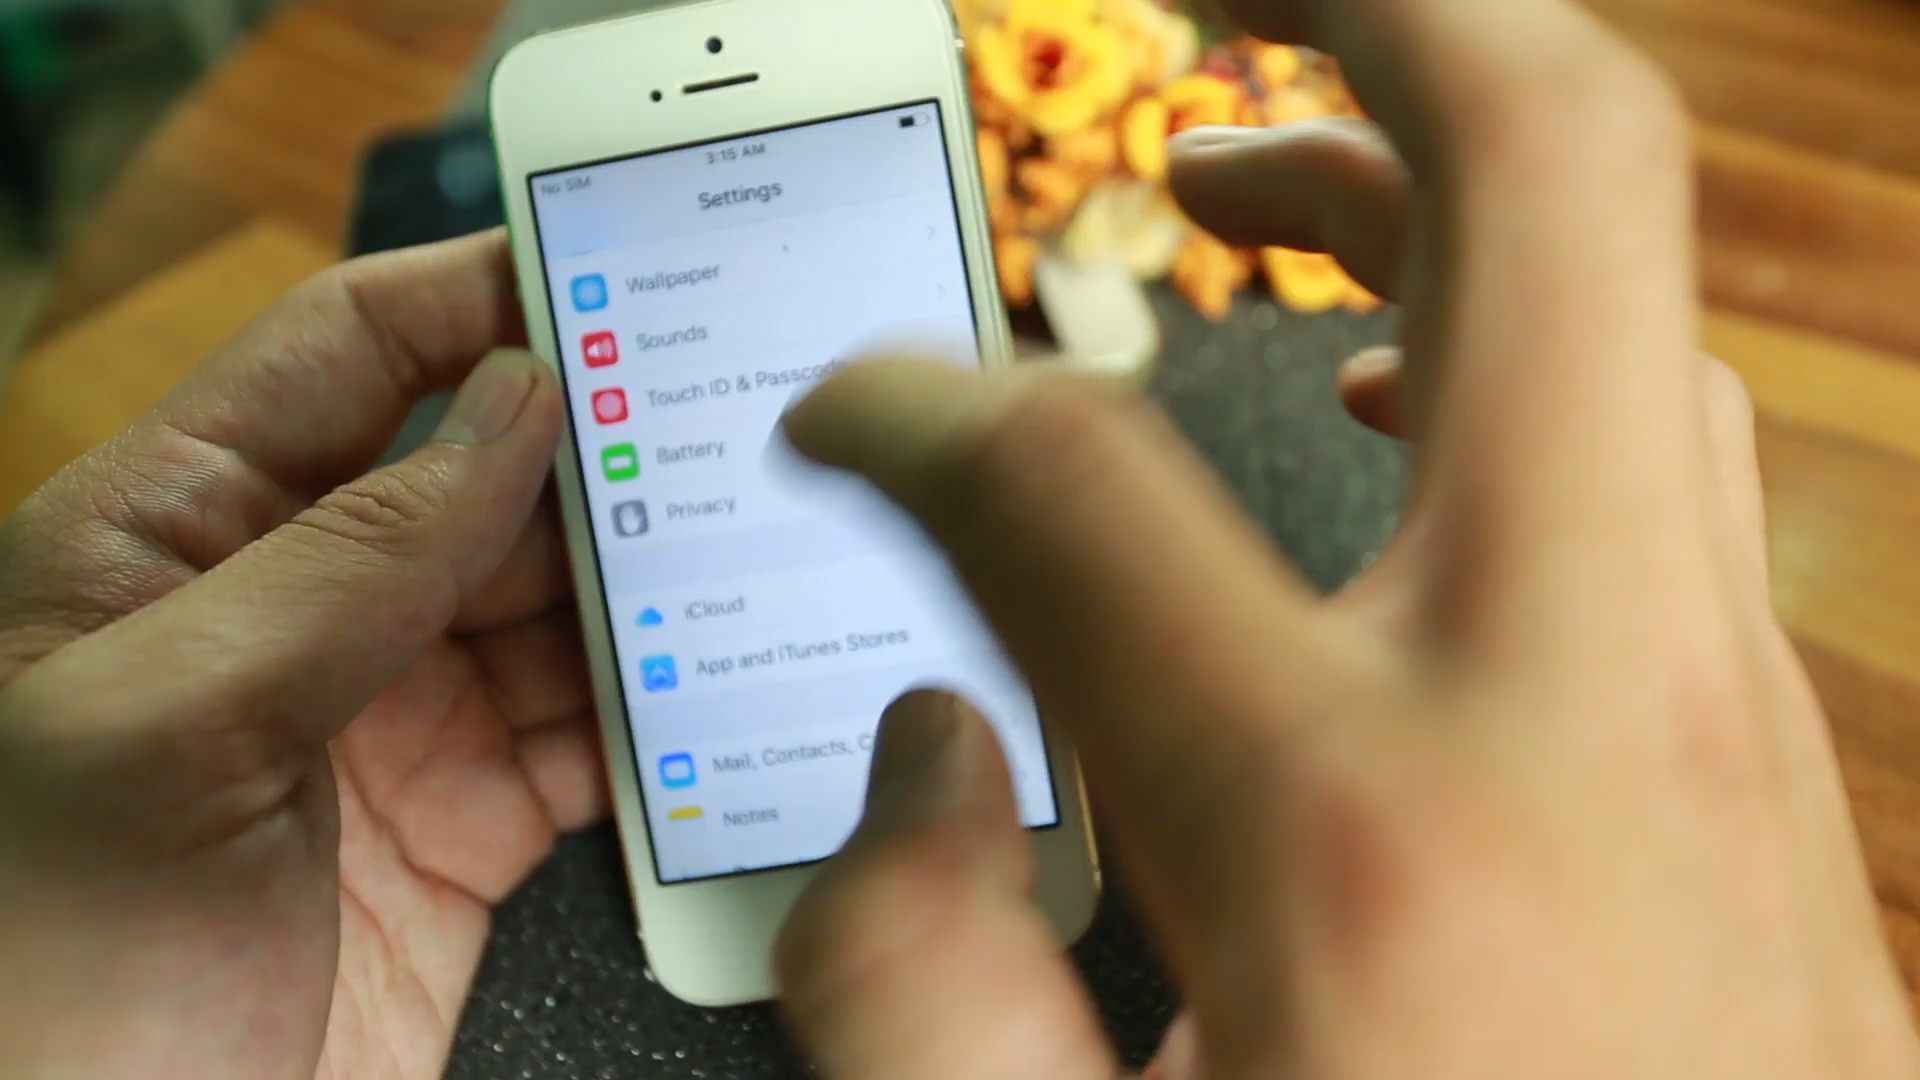 No SIM
3:15 AM
Settings
Wallpaper
Sounds
Touch ID & Passcode
Battery
Privacy
iCloud
App and iTunes Stores
Mail, Contacts, C
Notes